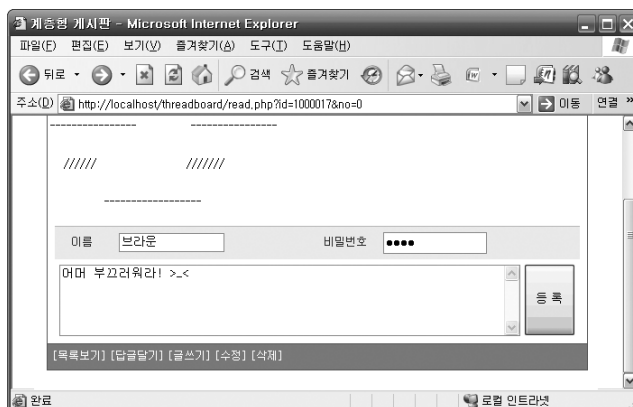 계층형 게시판 - Microsoft Internet Explorer
파일(F) 편집(E) 보기(V) 즐겨찾기(A) 도구(T) 도움말(H)
뒤로 검색 즐겨찾기
주소(D) http://localhost/threadboard/read.php?id=1000017&no=0 이동 연결 »
---------------- ----------------
////// ///////
------------------
이름 브라운 비밀번호 ●●●●
어머 부끄러워라! >_<
등 록
[목록보기] [답글달기] [글쓰기] [수정] [삭제]
완료 로컬 인트라넷